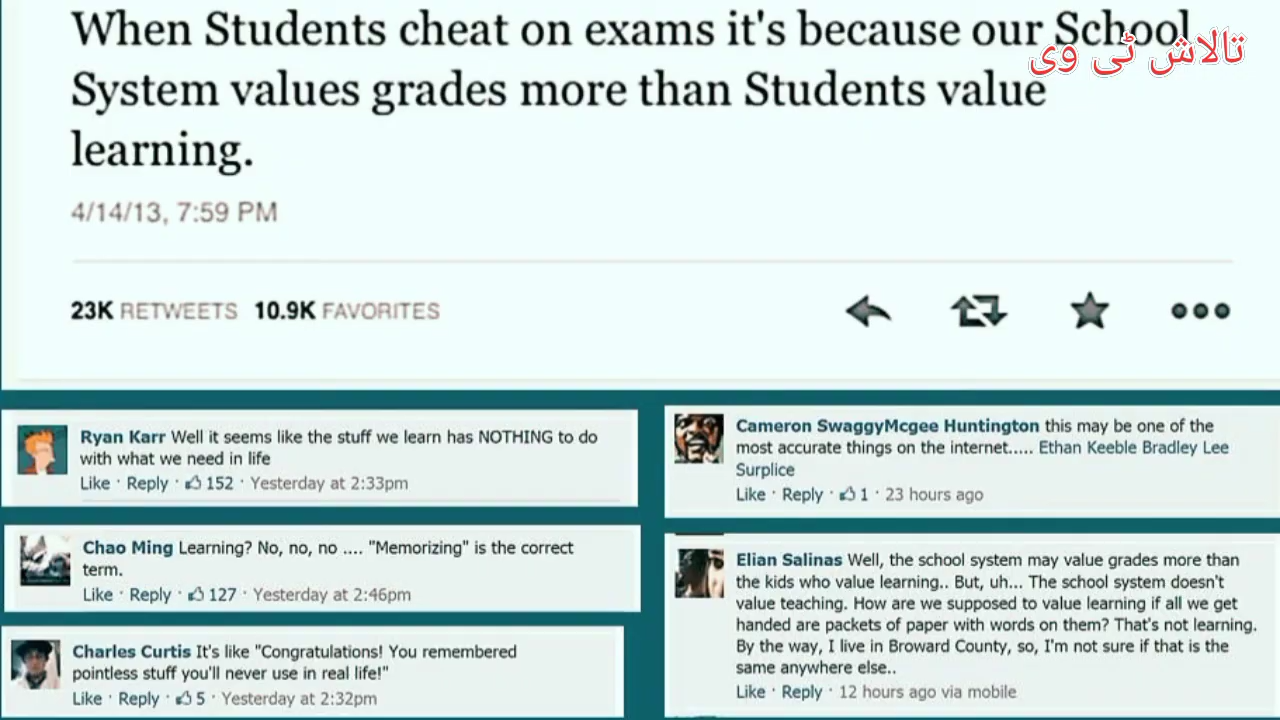 When Students cheat on exams it's because our School
تالاش ٹی وی
System values grades more than Students value
learning.
4/14/13, 7:59 PM
23K RETWEETS 10.9K FAVORITES
Ryan Karr Well it seems like the stuff we learn has NOTHING to do
with what we need in life
Like · Reply · 152 · Yesterday at 2:33pm
Chao Ming Learning? No, no, no .... "Memorizing" is the correct
term.
Like · Reply · 127 · Yesterday at 2:46pm
Charles Curtis It's like "Congratulations! You remembered
pointless stuff you'll never use in real life!"
Like · Reply · 5 · Yesterday at 2:32pm
Cameron SwaggyMcgee Huntington this may be one of the
most accurate things on the internet..... Ethan Keeble Bradley Lee
Surplice
Like · Reply · 1 · 23 hours ago
Elian Salinas Well, the school system may value grades more than
the kids who value learning.. But, uh... The school system doesn't
value teaching. How are we supposed to value learning if all we get
handed are packets of paper with words on them? That's not learning.
By the way, I live in Broward County, so, I'm not sure if that is the
same anywhere else..
Like · Reply · 12 hours ago via mobile